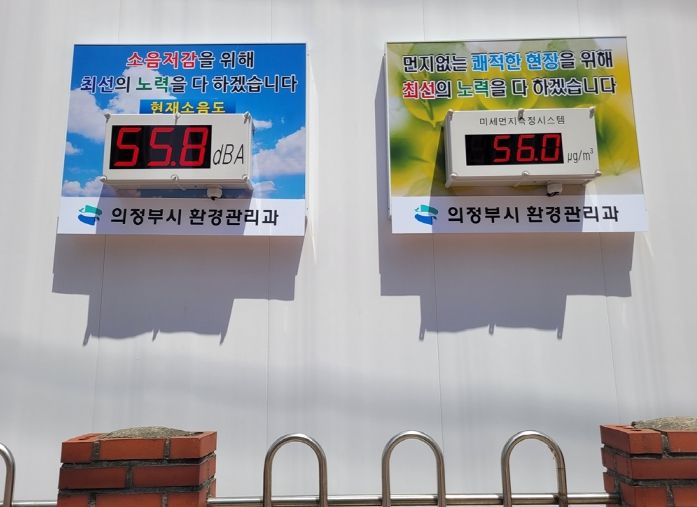 소음저감을 위해
최선의 노력을 다 하겠습니다
현재소음도
55.8 dBA
의정부시 환경관리과
먼지없는 쾌적한 현장을 위해
최선의 노력을 다 하겠습니다
미세먼지측정시스템
56.0 µg/m³
의정부시 환경관리과